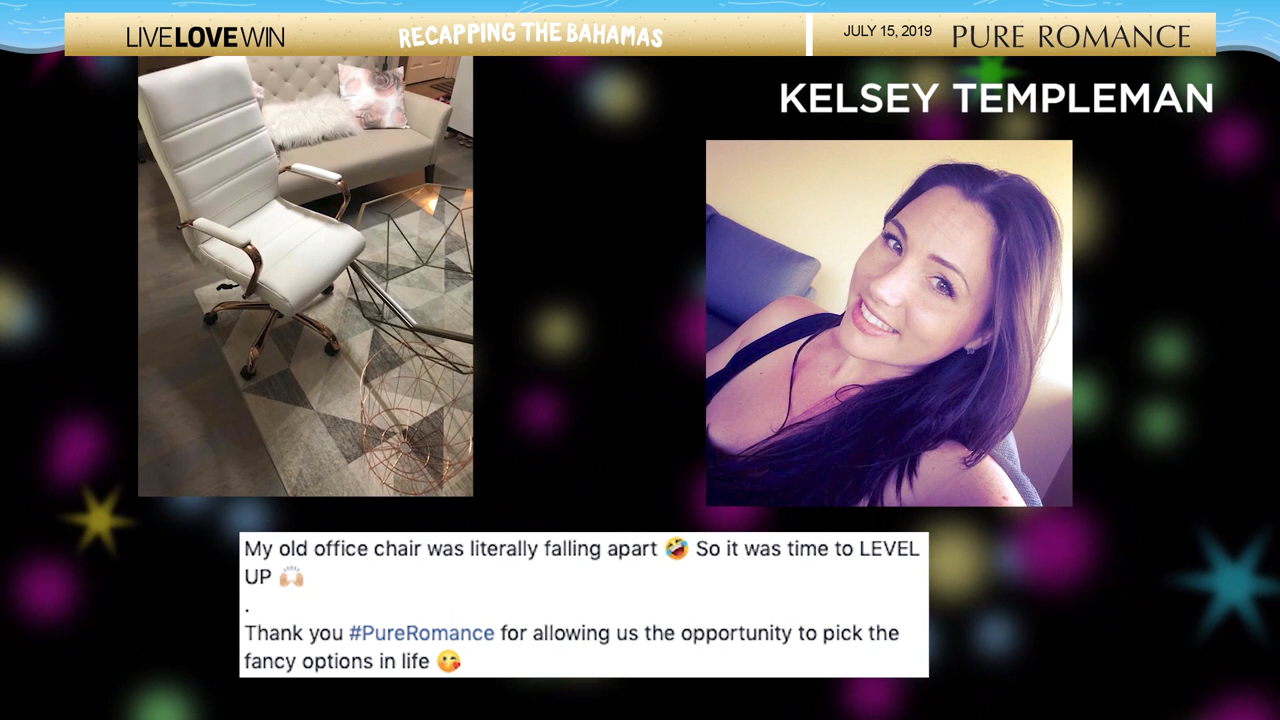 LIVELOVEWIN
RECAPPING THE BAHAMAS
JULY 15, 2019
PURE ROMANCE
KELSEY TEMPLEMAN
My old office chair was literally falling apart 🤣 So it was time to LEVEL
UP 🙌🏼
.
Thank you #PureRomance for allowing us the opportunity to pick the
fancy options in life 😘